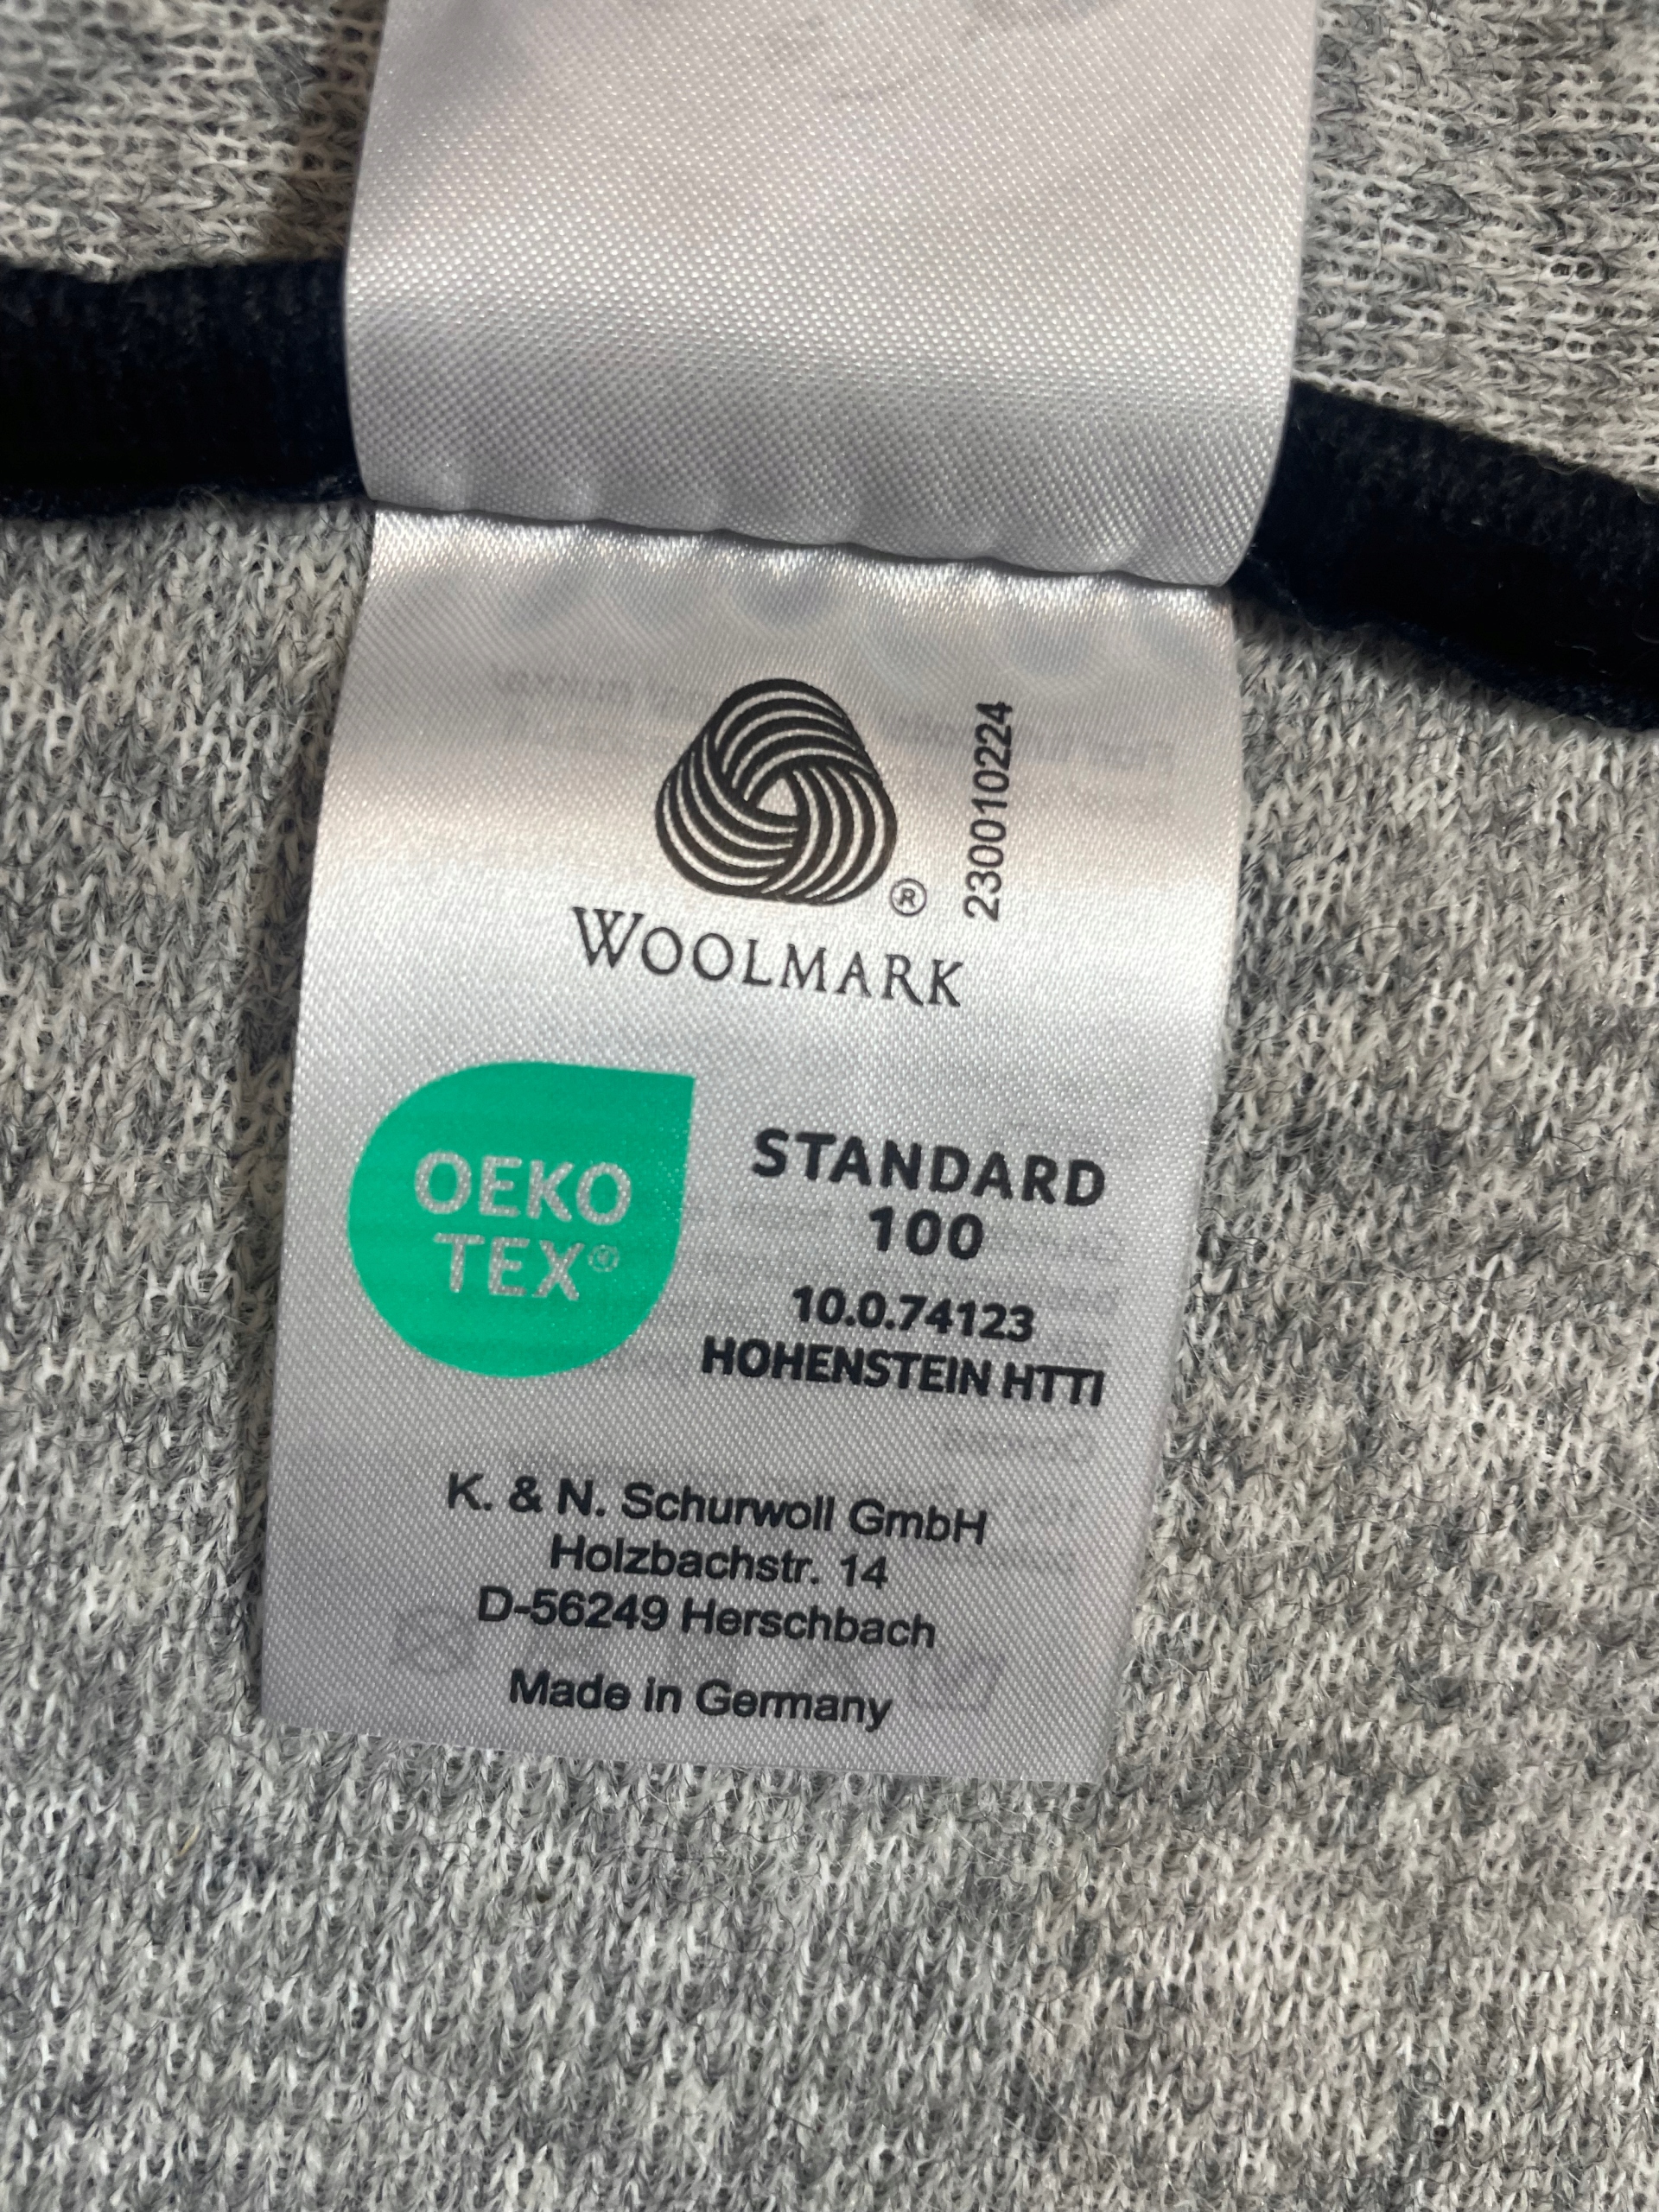 ®
230010224
WOOLMARK
OEKO
TEX®
STANDARD
100
10.0.74123
HOHENSTEIN HTTI
K. & N. Schurwoll GmbH
Holzbachstr. 14
D-56249 Herschbach
Made in Germany